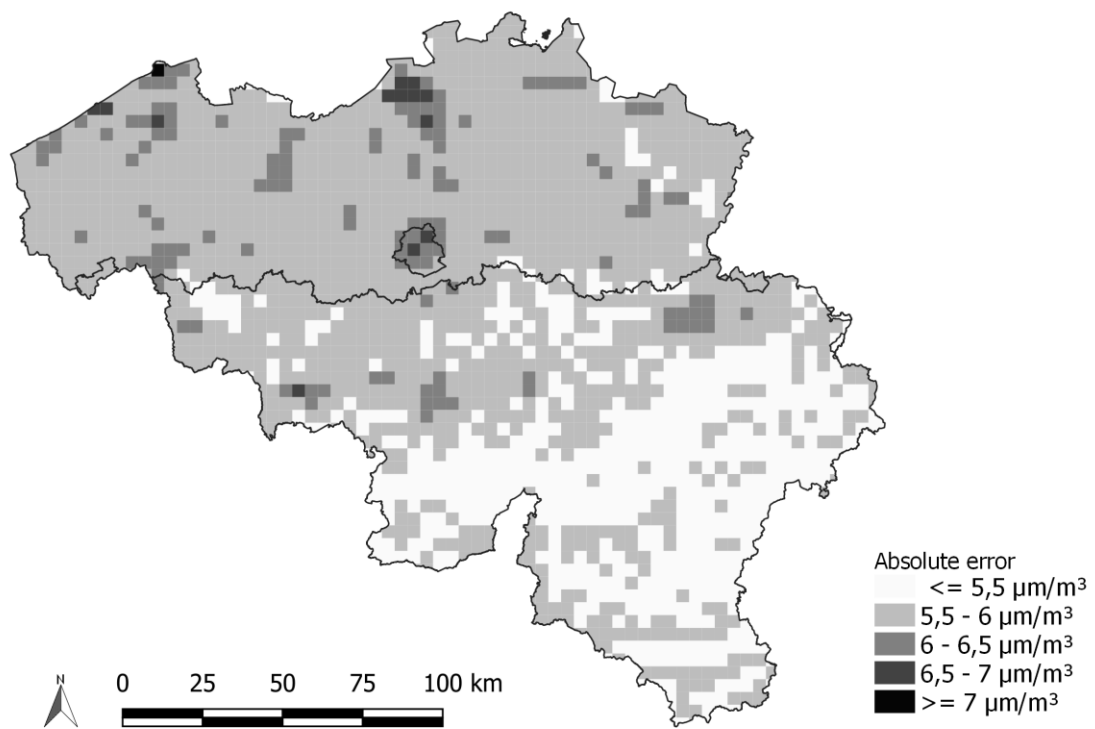 Absolute error
<= 5,5 µm/m³
5,5 - 6 µm/m³
6 - 6,5 µm/m³
6,5 - 7 µm/m³
>= 7 µm/m³
N
0 25 50 75 100 km